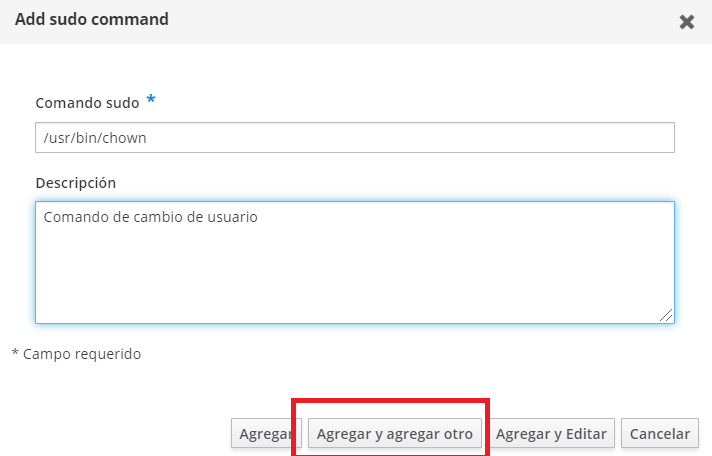 Add sudo command
Comando sudo *
/usr/bin/chown
Descripción
Comando de cambio de usuario
* Campo requerido
Agregar Agregar y agregar otro Agregar y Editar Cancelar